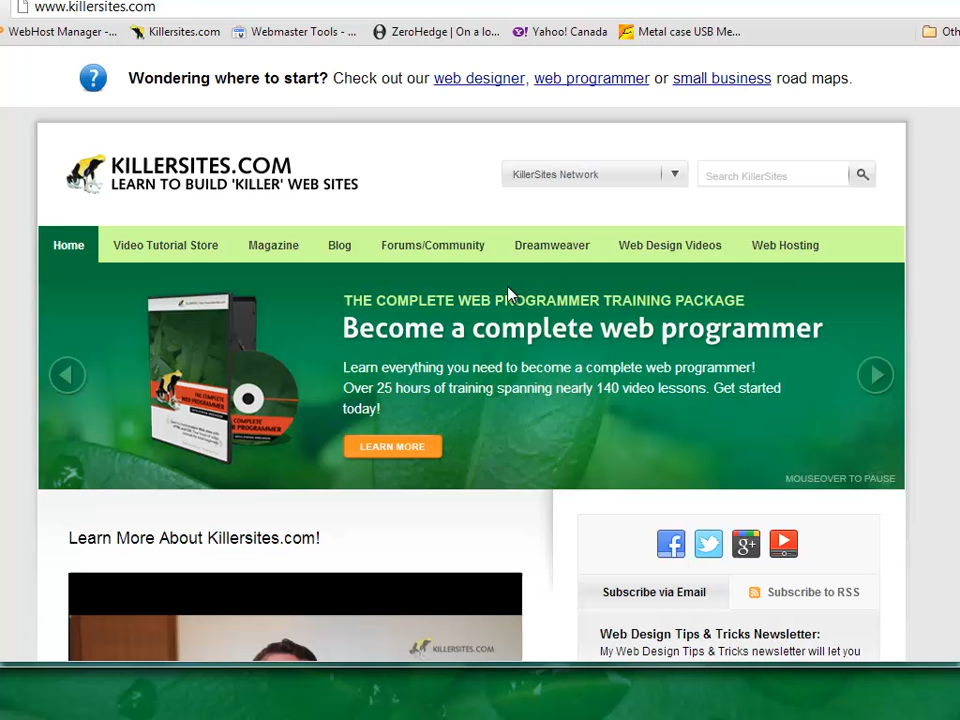 www.killersites.com
WebHost Manager -... Killersites.com Webmaster Tools - ... ZeroHedge | On a lo... Yahoo! Canada Metal case USB Me... Oth
Wondering where to start? Check out our web designer, web programmer or small business road maps.
KILLERSITES.COM
LEARN TO BUILD 'KILLER' WEB SITES
KillerSites Network
Search KillerSites
Home Video Tutorial Store Magazine Blog Forums/Community Dreamweaver Web Design Videos Web Hosting
THE COMPLETE WEB PROGRAMMER TRAINING PACKAGE
Become a complete web programmer
Learn everything you need to become a complete web programmer!
Over 25 hours of training spanning nearly 140 video lessons. Get started
today!
LEARN MORE
MOUSEOVER TO PAUSE
Learn More About Killersites.com!
KILLERSITES.COM
Subscribe via Email Subscribe to RSS
Web Design Tips & Tricks Newsletter:
My Web Design Tips & Tricks newsletter will let you